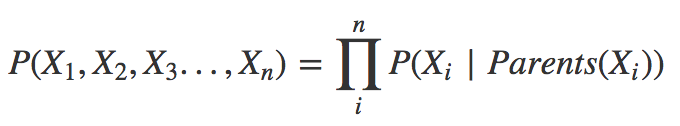 P(X₁, X₂, X₃. . . , Xₙ) = ∏ᵢⁿ P(Xᵢ | Parents(Xᵢ))